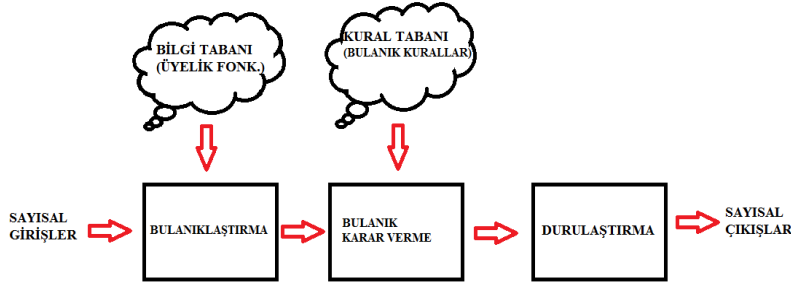 BİLGİ TABANI
(ÜYELİK FONK.)
KURAL TABANI
(BULANIK KURALLAR)
SAYISAL
GİRİŞLER
BULANIKLAŞTIRMA
BULANIK
KARAR VERME
DURULAŞTIRMA
SAYISAL
ÇIKIŞLAR